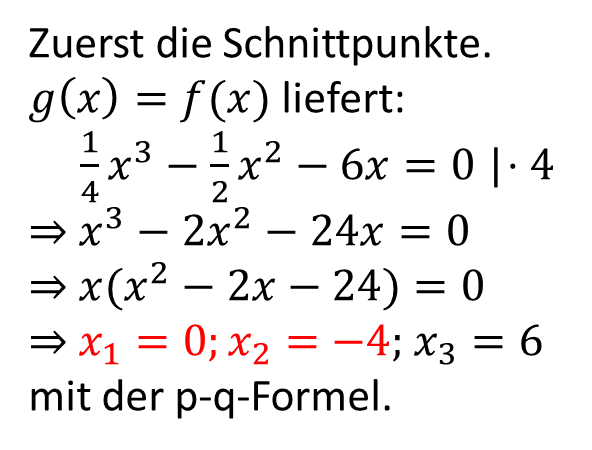 Zuerst die Schnittpunkte.
g(x) = f(x) liefert:
1/4 x³ − 1/2 x² − 6x = 0 |· 4
⇒ x³ − 2x² − 24x = 0
⇒ x(x² − 2x − 24) = 0
⇒ x₁ = 0; x₂ = −4; x₃ = 6
mit der p-q-Formel.